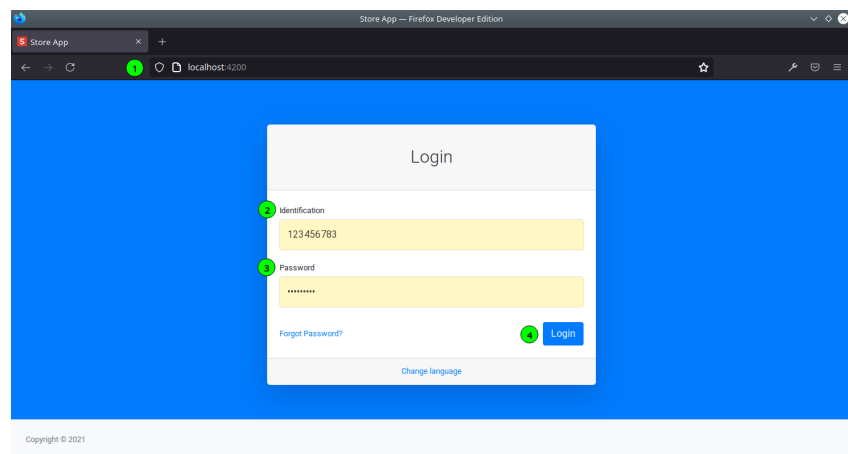 Store App — Firefox Developer Edition
S Store App
1 localhost:4200
Login
2 Identification
123456783
3 Password
•••••••••
Forgot Password? 4 Login
Change language
Copyright © 2021